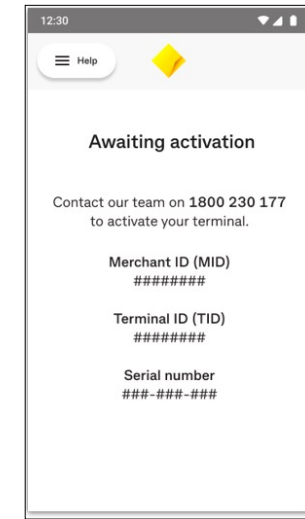 12:30
Help
Awaiting activation
Contact our team on 1800 230 177
to activate your terminal.
Merchant ID (MID)
########
Terminal ID (TID)
########
Serial number
###-###-###